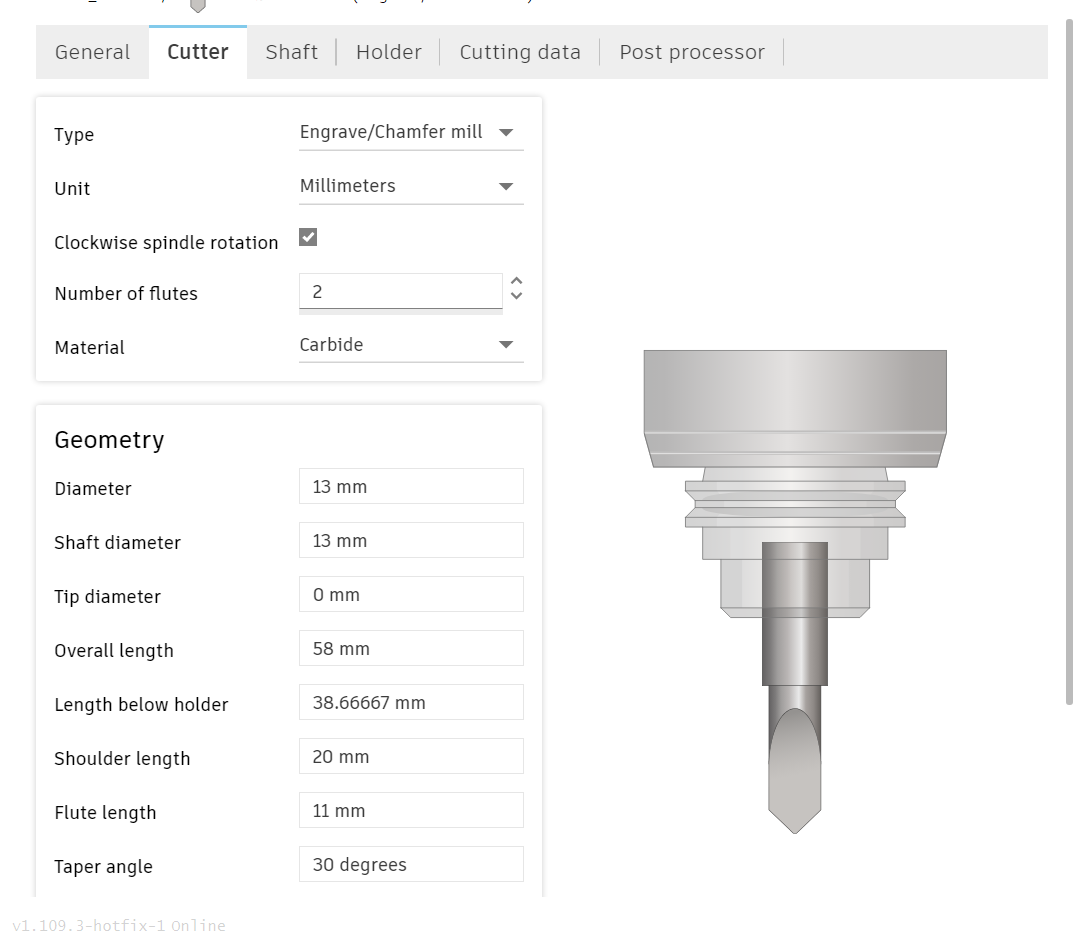 General Cutter Shaft Holder Cutting data Post processor
Type Engrave/Chamfer mill
Unit Millimeters
Clockwise spindle rotation
Number of flutes 2
Material Carbide
Geometry
Diameter 13 mm
Shaft diameter 13 mm
Tip diameter 0 mm
Overall length 58 mm
Length below holder 38.66667 mm
Shoulder length 20 mm
Flute length 11 mm
Taper angle 30 degrees
v1.109.3-hotfix-1 Online